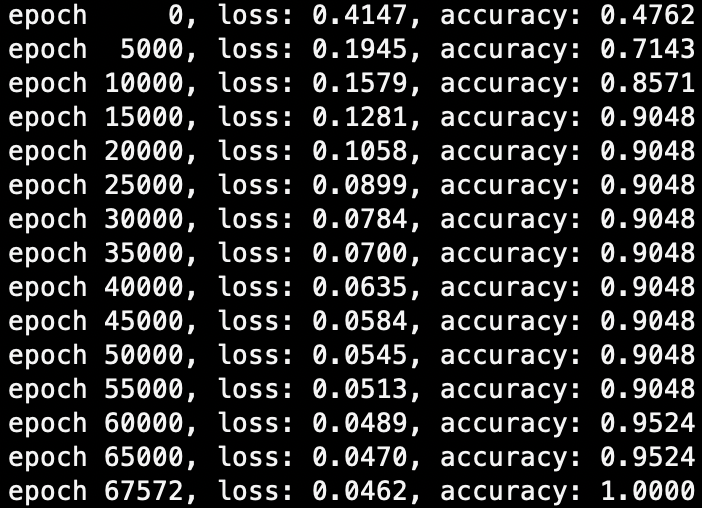 epoch     0, loss: 0.4147, accuracy: 0.4762
epoch  5000, loss: 0.1945, accuracy: 0.7143
epoch 10000, loss: 0.1579, accuracy: 0.8571
epoch 15000, loss: 0.1281, accuracy: 0.9048
epoch 20000, loss: 0.1058, accuracy: 0.9048
epoch 25000, loss: 0.0899, accuracy: 0.9048
epoch 30000, loss: 0.0784, accuracy: 0.9048
epoch 35000, loss: 0.0700, accuracy: 0.9048
epoch 40000, loss: 0.0635, accuracy: 0.9048
epoch 45000, loss: 0.0584, accuracy: 0.9048
epoch 50000, loss: 0.0545, accuracy: 0.9048
epoch 55000, loss: 0.0513, accuracy: 0.9048
epoch 60000, loss: 0.0489, accuracy: 0.9524
epoch 65000, loss: 0.0470, accuracy: 0.9524
epoch 67572, loss: 0.0462, accuracy: 1.0000